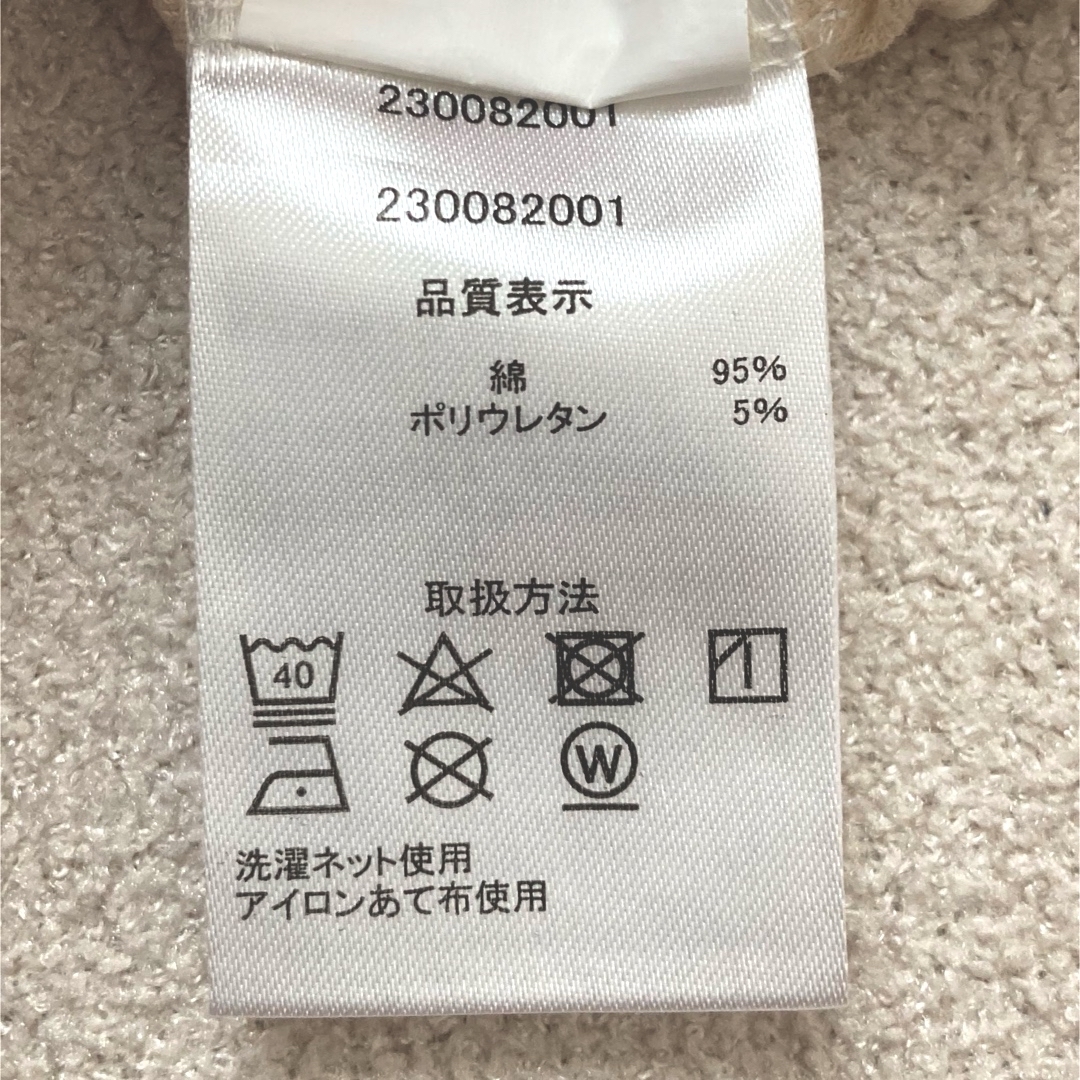 230082001
230082001
品質表示
綿 95%
ポリウレタン 5%
取扱方法
40
W
洗濯ネット使用
アイロンあて布使用